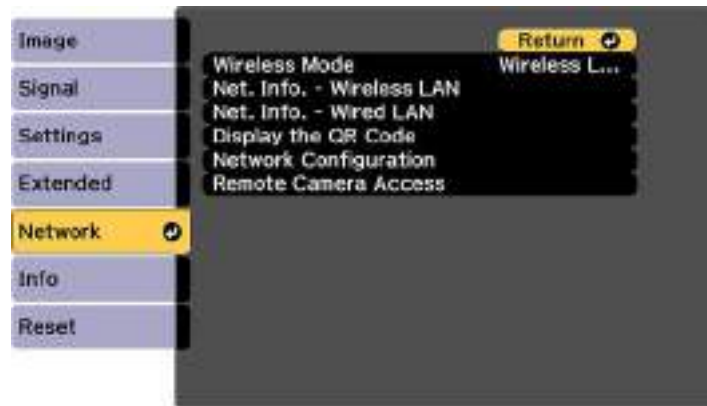 Image
Signal
Settings
Extended
Network
Info
Reset
Return
Wireless Mode Wireless L...
Net. Info. - Wireless LAN
Net. Info. - Wired LAN
Display the QR Code
Network Configuration
Remote Camera Access